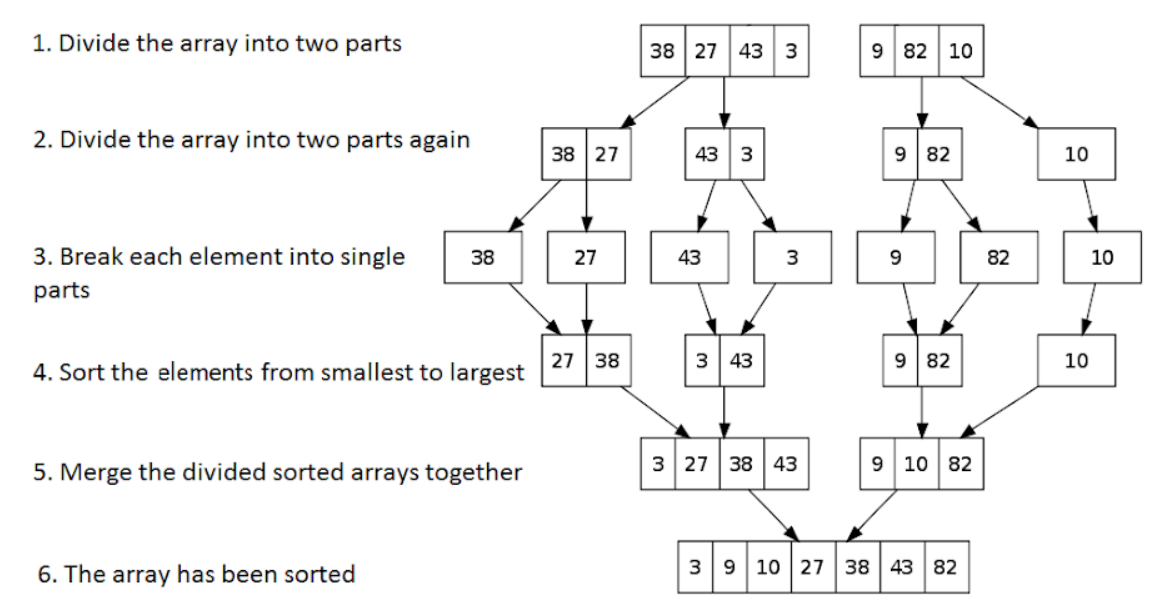 1. Divide the array into two parts
38 27 43 3 9 82 10
2. Divide the array into two parts again
38 27 43 3 9 82 10
3. Break each element into single
parts
38 27 43 3 9 82 10
4. Sort the elements from smallest to largest
27 38 3 43 9 82 10
5. Merge the divided sorted arrays together
3 27 38 43 9 10 82
6. The array has been sorted
3 9 10 27 38 43 82